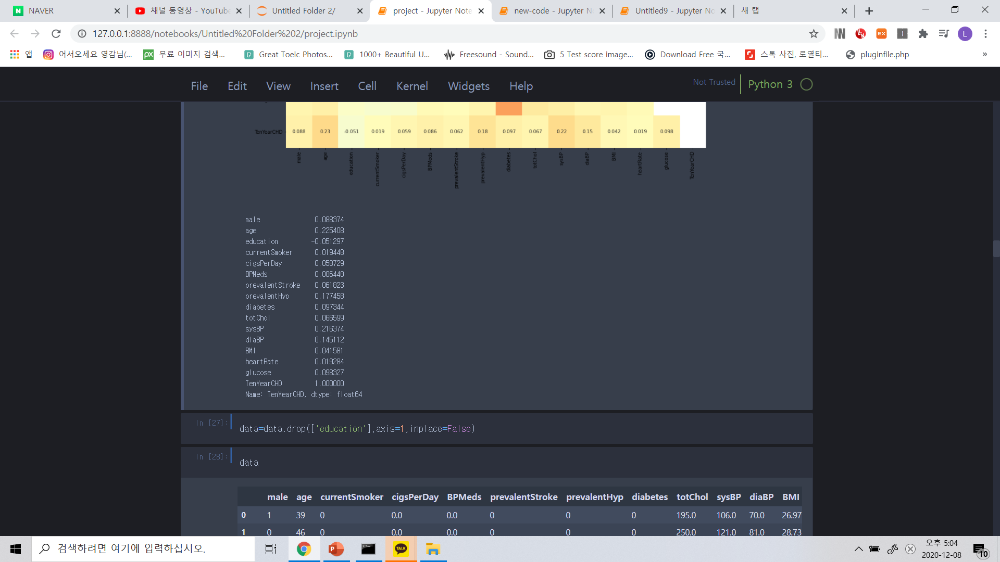 NAVER
채널 동영상 - YouTube
Untitled Folder 2/
project - Jupyter Note
new-code - Jupyter N
Untitled9 - Jupyter No
새 탭
127.0.0.1:8888/notebooks/Untitled%20Folder%202/project.ipynb
EX
L
앱
어서오세요 영감님(...
무료 이미지 검색...
Great Toeic Photos...
1000+ Beautiful U...
Freesound - Sound...
5 Test score image...
Download Free 국...
스톡 사진, 로열티...
pluginfile.php
»
File Edit View Insert Cell Kernel Widgets Help
Not Trusted
Python 3
TenYearCHD 0.088 0.23 -0.051 0.019 0.059 0.086 0.062 0.18 0.097 0.067 0.22 0.15 0.042 0.019 0.098
male age education currentSmoker cigsPerDay BPMeds prevalentStroke prevalentHyp diabetes totChol sysBP diaBP BMI heartRate glucose TenYearCHD
male 0.088374
age 0.225408
education -0.051297
currentSmoker 0.019448
cigsPerDay 0.058729
BPMeds 0.086448
prevalentStroke 0.061823
prevalentHyp 0.177458
diabetes 0.097344
totChol 0.066599
sysBP 0.216374
diaBP 0.145112
BMI 0.041581
heartRate 0.019284
glucose 0.098327
TenYearCHD 1.000000
Name: TenYearCHD, dtype: float64
In [27]: data=data.drop(['education'],axis=1,inplace=False)
In [28]: data
male age currentSmoker cigsPerDay BPMeds prevalentStroke prevalentHyp diabetes totChol sysBP diaBP BMI
0 1 39 0 0.0 0.0 0 0 0 195.0 106.0 70.0 26.97
1 0 46 0 0.0 0.0 0 0 0 250.0 121.0 81.0 28.73
검색하려면 여기에 입력하십시오.
TALK
오후 5:04
2020-12-08
10